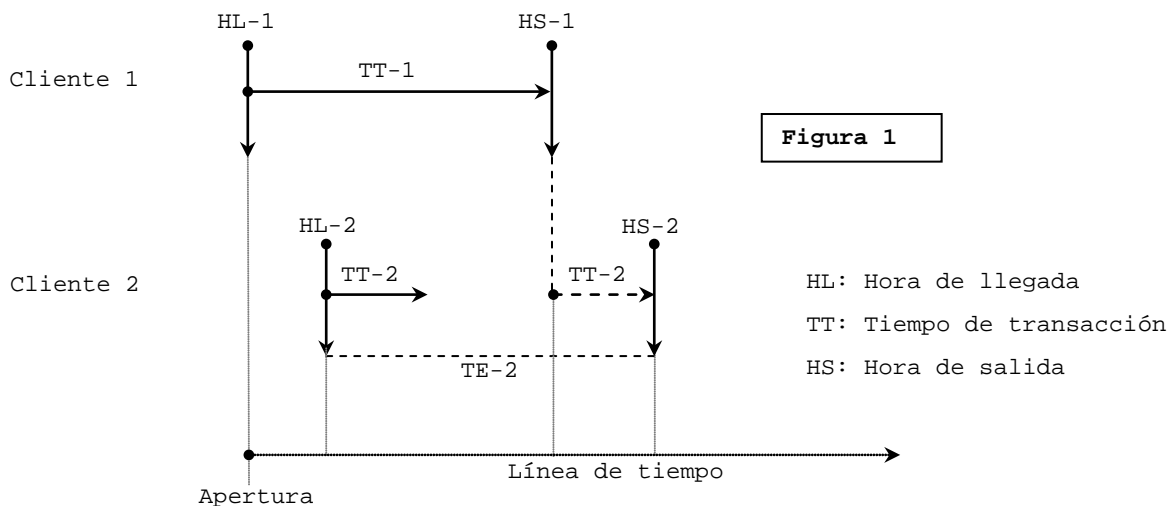 HL-1 HS-1
Cliente 1
TT-1
Figura 1
HL-2 HS-2
Cliente 2
TT-2 TT-2
HL: Hora de llegada
TT: Tiempo de transacción
HS: Hora de salida
TE-2
Línea de tiempo
Apertura